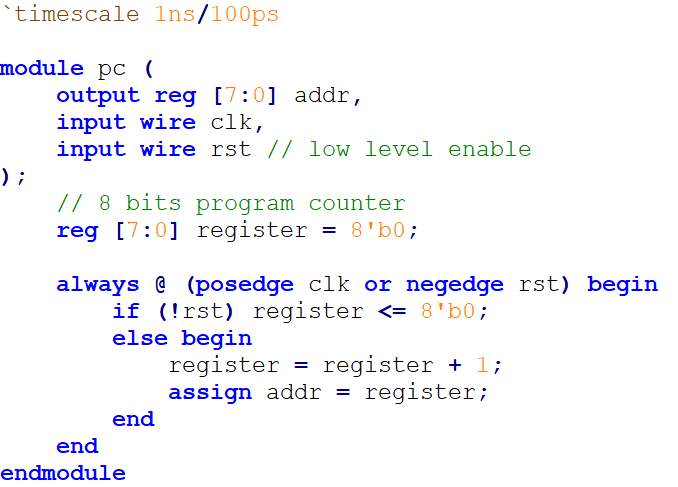 `timescale 1ns/100ps

module pc (
    output reg [7:0] addr,
    input wire clk,
    input wire rst // low level enable
);
    // 8 bits program counter
    reg [7:0] register = 8'b0;

    always @ (posedge clk or negedge rst) begin
        if (!rst) register <= 8'b0;
        else begin
            register = register + 1;
            assign addr = register;
        end
    end
endmodule